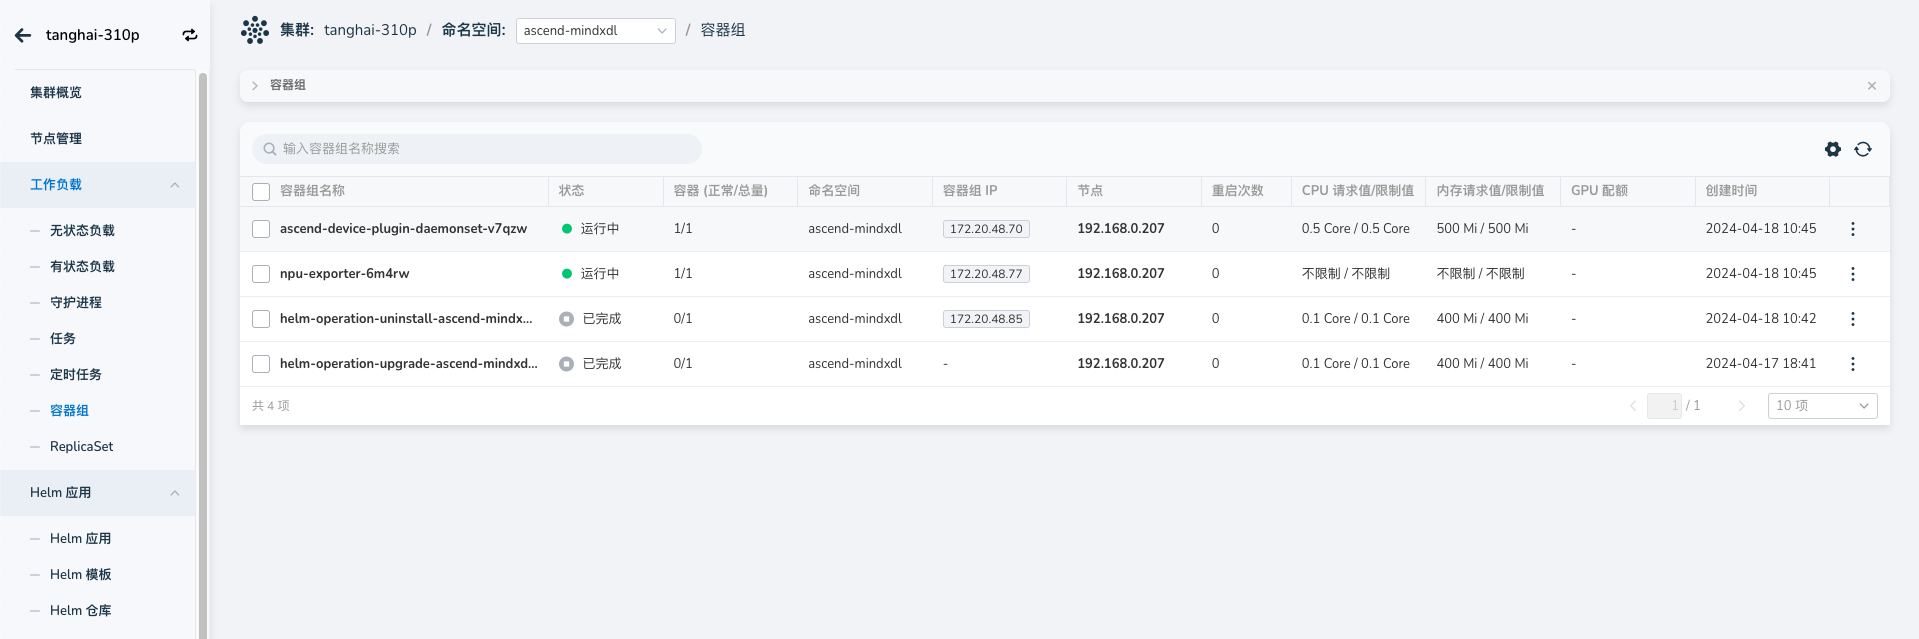 tanghai-310p
集群概览
节点管理
工作负载
无状态负载
有状态负载
守护进程
任务
定时任务
容器组
ReplicaSet
Helm 应用
Helm 应用
Helm 模板
Helm 仓库
集群: tanghai-310p / 命名空间: ascend-mindxdl / 容器组
容器组
输入容器组名称搜索
容器组名称 状态 容器 (正常/总量) 命名空间 容器组 IP 节点 重启次数 CPU 请求值/限制值 内存请求值/限制值 GPU 配额 创建时间
ascend-device-plugin-daemonset-v7qzw 运行中 1/1 ascend-mindxdl 172.20.48.70 192.168.0.207 0 0.5 Core / 0.5 Core 500 Mi / 500 Mi - 2024-04-18 10:45
npu-exporter-6m4rw 运行中 1/1 ascend-mindxdl 172.20.48.77 192.168.0.207 0 不限制 / 不限制 不限制 / 不限制 - 2024-04-18 10:45
helm-operation-uninstall-ascend-mindx... 已完成 0/1 ascend-mindxdl 172.20.48.85 192.168.0.207 0 0.1 Core / 0.1 Core 400 Mi / 400 Mi - 2024-04-18 10:42
helm-operation-upgrade-ascend-mindxd... 已完成 0/1 ascend-mindxdl - 192.168.0.207 0 0.1 Core / 0.1 Core 400 Mi / 400 Mi - 2024-04-17 18:41
共 4 项 1 / 1 10 项